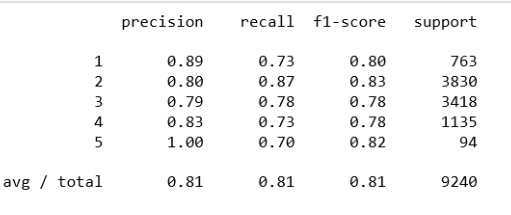 precision recall f1-score support
1 0.89 0.73 0.80 763
2 0.80 0.87 0.83 3830
3 0.79 0.78 0.78 3418
4 0.83 0.73 0.78 1135
5 1.00 0.70 0.82 94
avg / total 0.81 0.81 0.81 9240